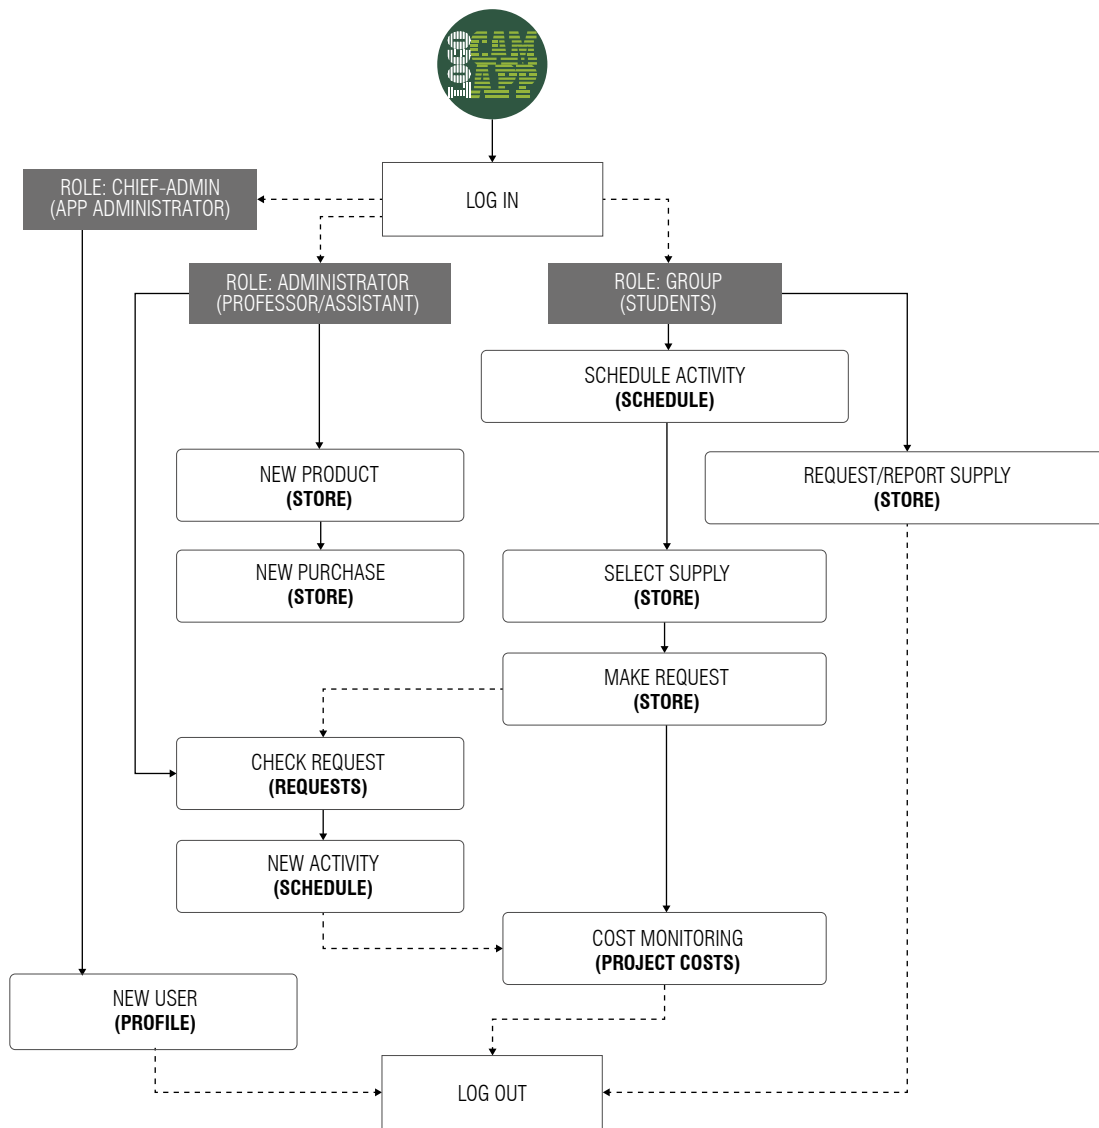 CAM
APP
LOG IN
ROLE: CHIEF-ADMIN
(APP ADMINISTRATOR)
ROLE: ADMINISTRATOR
(PROFESSOR/ASSISTANT)
ROLE: GROUP
(STUDENTS)
SCHEDULE ACTIVITY
(SCHEDULE)
NEW PRODUCT
(STORE)
REQUEST/REPORT SUPPLY
(STORE)
NEW PURCHASE
(STORE)
SELECT SUPPLY
(STORE)
MAKE REQUEST
(STORE)
CHECK REQUEST
(REQUESTS)
NEW ACTIVITY
(SCHEDULE)
COST MONITORING
(PROJECT COSTS)
NEW USER
(PROFILE)
LOG OUT